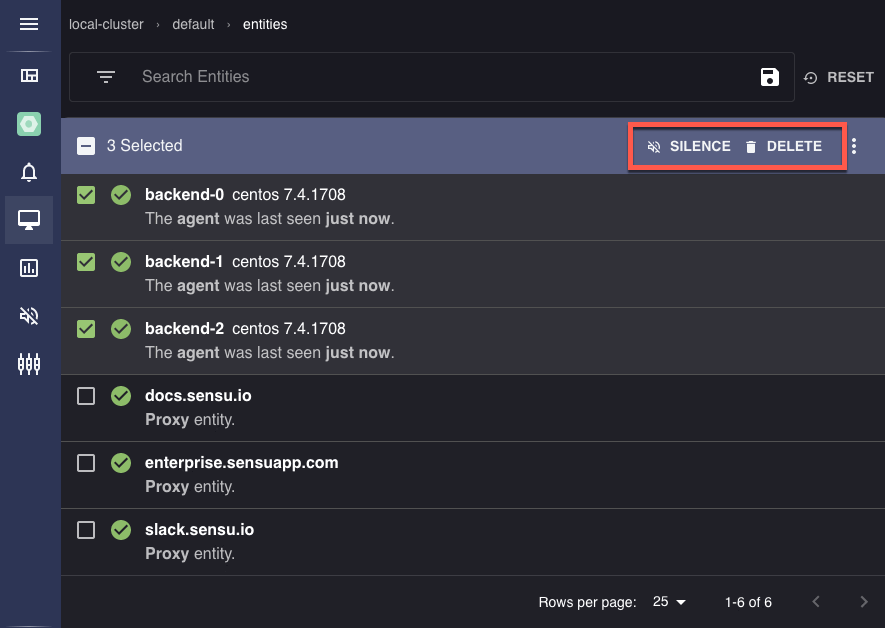 local-cluster › default › entities
Search Entities
RESET
3 Selected
SILENCE DELETE
backend-0 centos 7.4.1708
The agent was last seen just now.
backend-1 centos 7.4.1708
The agent was last seen just now.
backend-2 centos 7.4.1708
The agent was last seen just now.
docs.sensu.io
Proxy entity.
enterprise.sensuapp.com
Proxy entity.
slack.sensu.io
Proxy entity.
Rows per page: 25 1-6 of 6